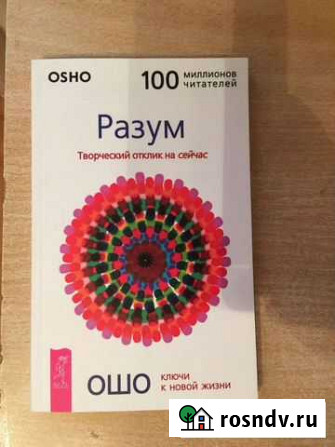 OSHO
100 миллионов
читателей
Разум
Творческий отклик на сейчас
ОШО
ключи
к новой жизни
rosndv.ru